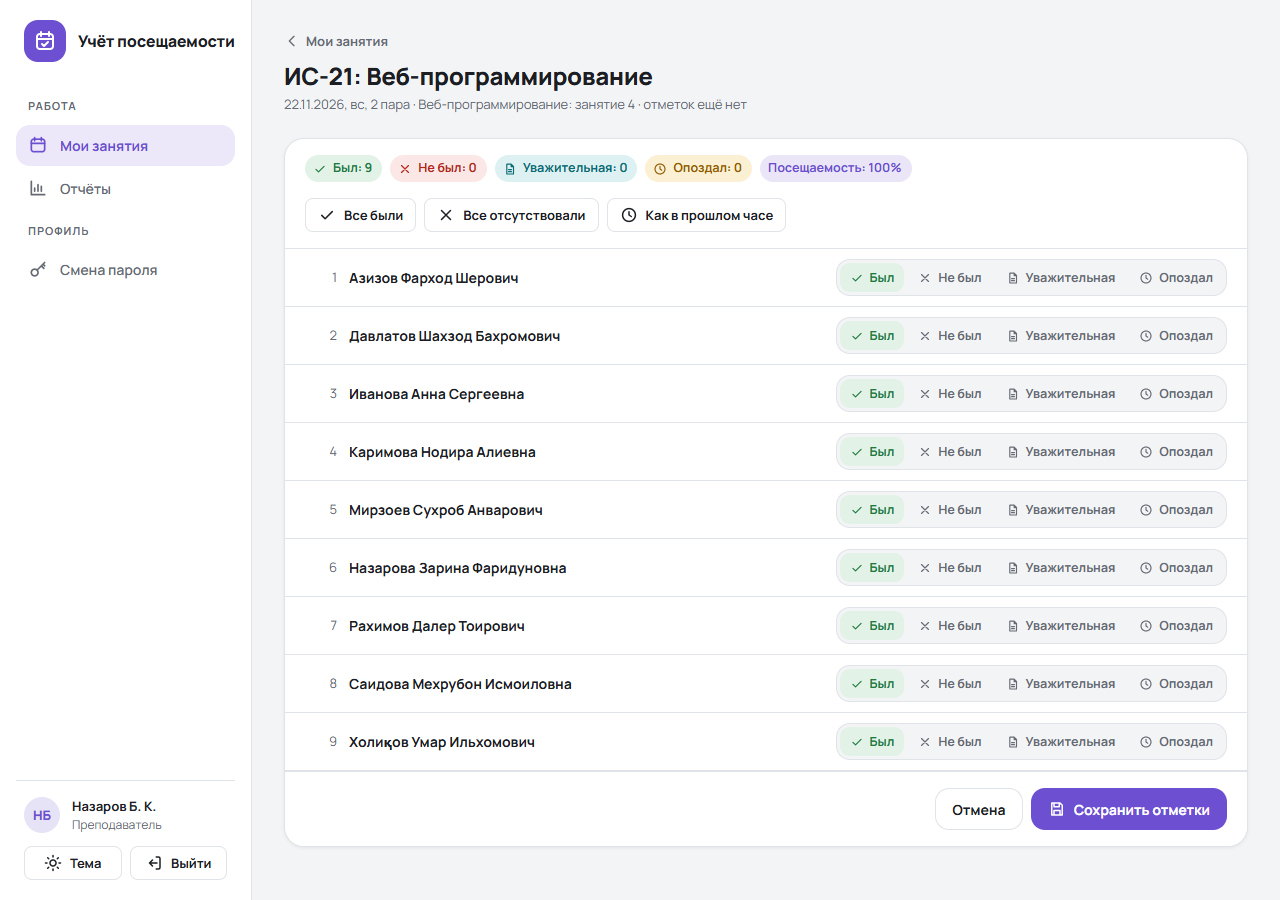 Учёт посещаемости
РАБОТА
Мои занятия
Отчёты
ПРОФИЛЬ
Смена пароля
НБ
Назаров Б. К.
Преподаватель
Тема
Выйти
Мои занятия
ИС-21: Веб-программирование
22.11.2026, вс, 2 пара · Веб-программирование: занятие 4 · отметок ещё нет
Был: 9 Не был: 0 Уважительная: 0 Опоздал: 0 Посещаемость: 100%
Все были Все отсутствовали Как в прошлом часе
1 Азизов Фарход Шерович Был Не был Уважительная Опоздал
2 Давлатов Шахзод Бахромович Был Не был Уважительная Опоздал
3 Иванова Анна Сергеевна Был Не был Уважительная Опоздал
4 Каримова Нодира Алиевна Был Не был Уважительная Опоздал
5 Мирзоев Сухроб Анварович Был Не был Уважительная Опоздал
6 Назарова Зарина Фаридуновна Был Не был Уважительная Опоздал
7 Рахимов Далер Тоирович Был Не был Уважительная Опоздал
8 Саидова Мехрубон Исмоиловна Был Не был Уважительная Опоздал
9 Холиқов Умар Ильхомович Был Не был Уважительная Опоздал
Отмена Сохранить отметки